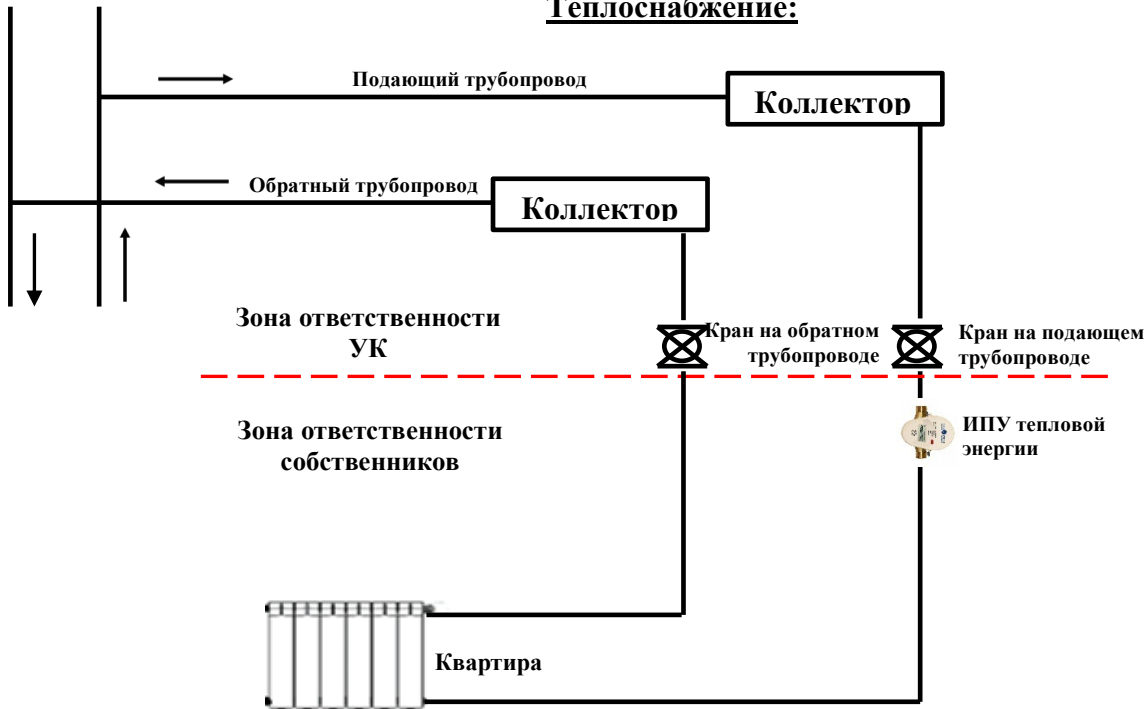 Теплоснабжение:
Подающий трубопровод
Коллектор
Обратный трубопровод
Коллектор
Зона ответственности
УК
Кран на обратном
трубопроводе
Кран на подающем
трубопроводе
Зона ответственности
собственников
ИПУ тепловой
энергии
Квартира